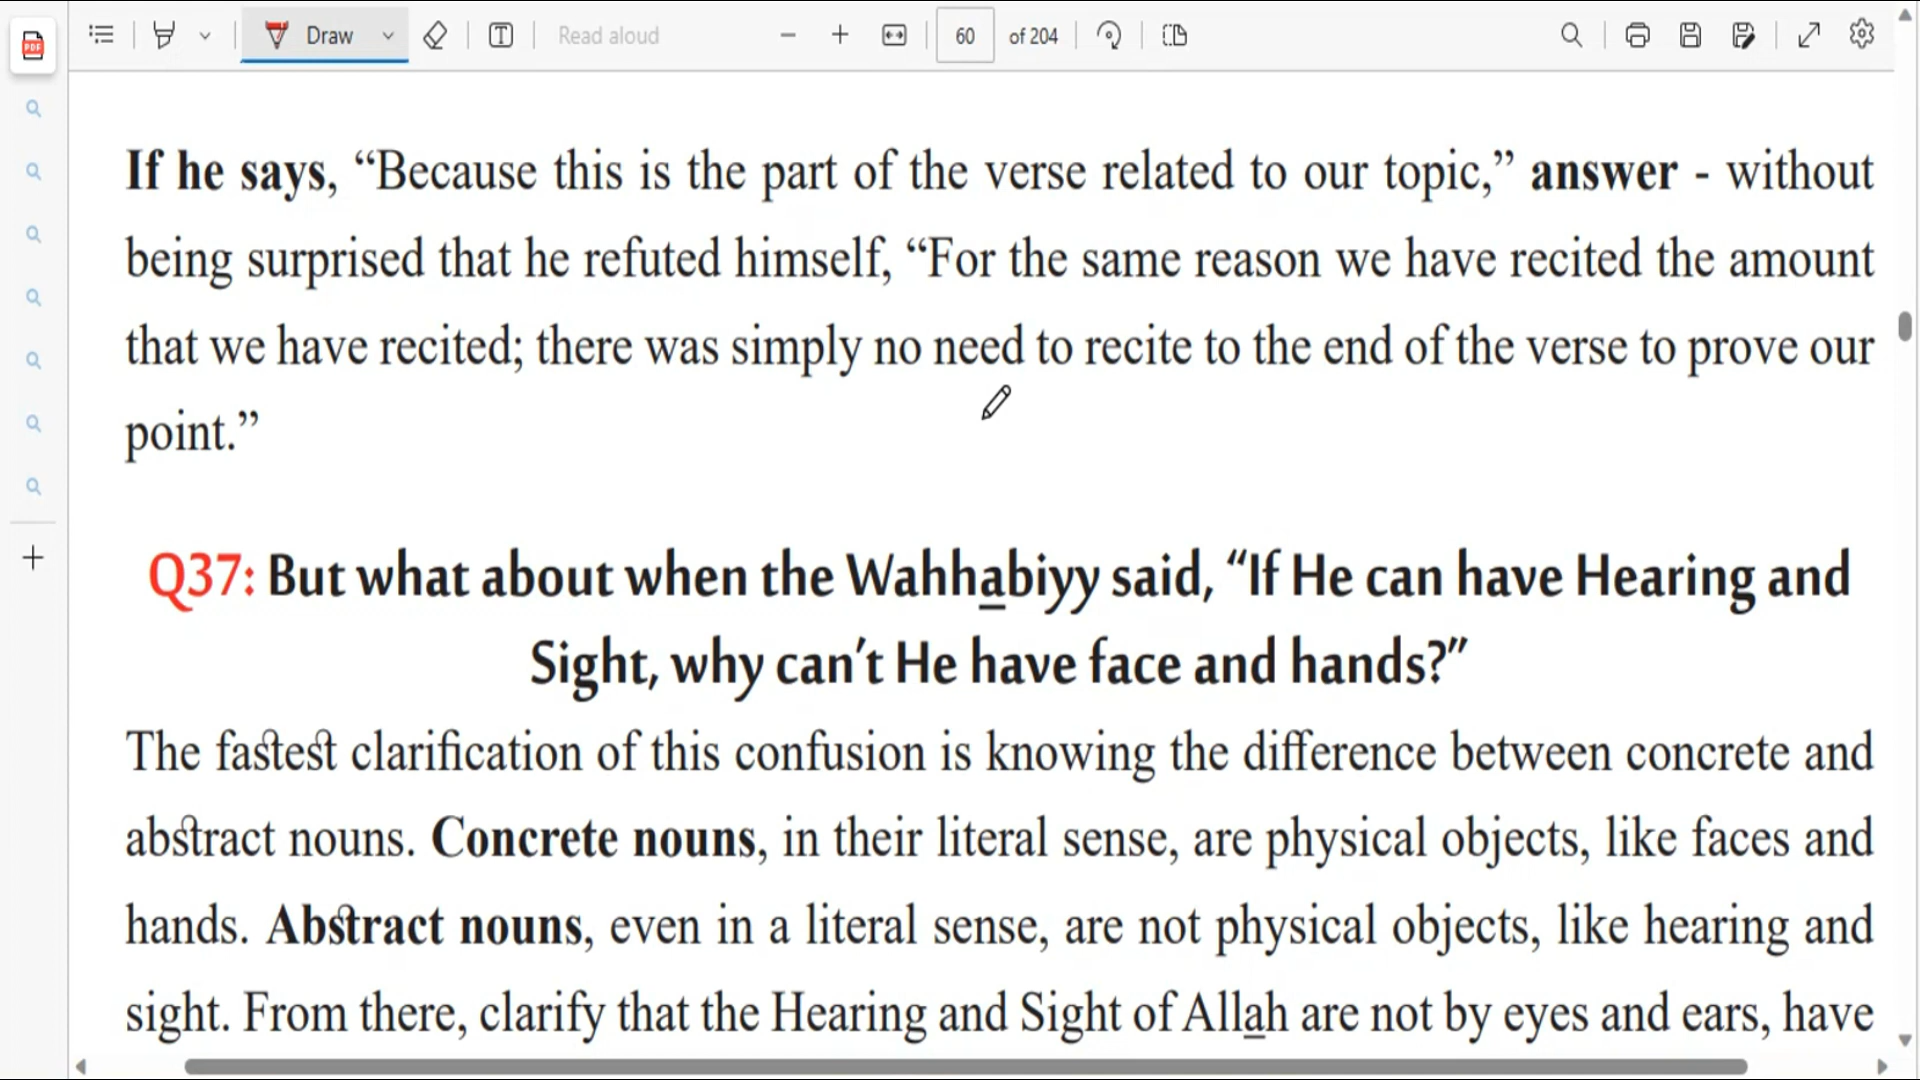 Draw
Read aloud
60
of 204
PDF
If he says, “Because this is the part of the verse related to our topic,” answer - without
being surprised that he refuted himself, “For the same reason we have recited the amount
that we have recited; there was simply no need to recite to the end of the verse to prove our
point.”
Q37: But what about when the Wahhabiyy said, “If He can have Hearing and
Sight, why can’t He have face and hands?”
The fastest clarification of this confusion is knowing the difference between concrete and
abstract nouns. Concrete nouns, in their literal sense, are physical objects, like faces and
hands. Abstract nouns, even in a literal sense, are not physical objects, like hearing and
sight. From there, clarify that the Hearing and Sight of Allah are not by eyes and ears, have